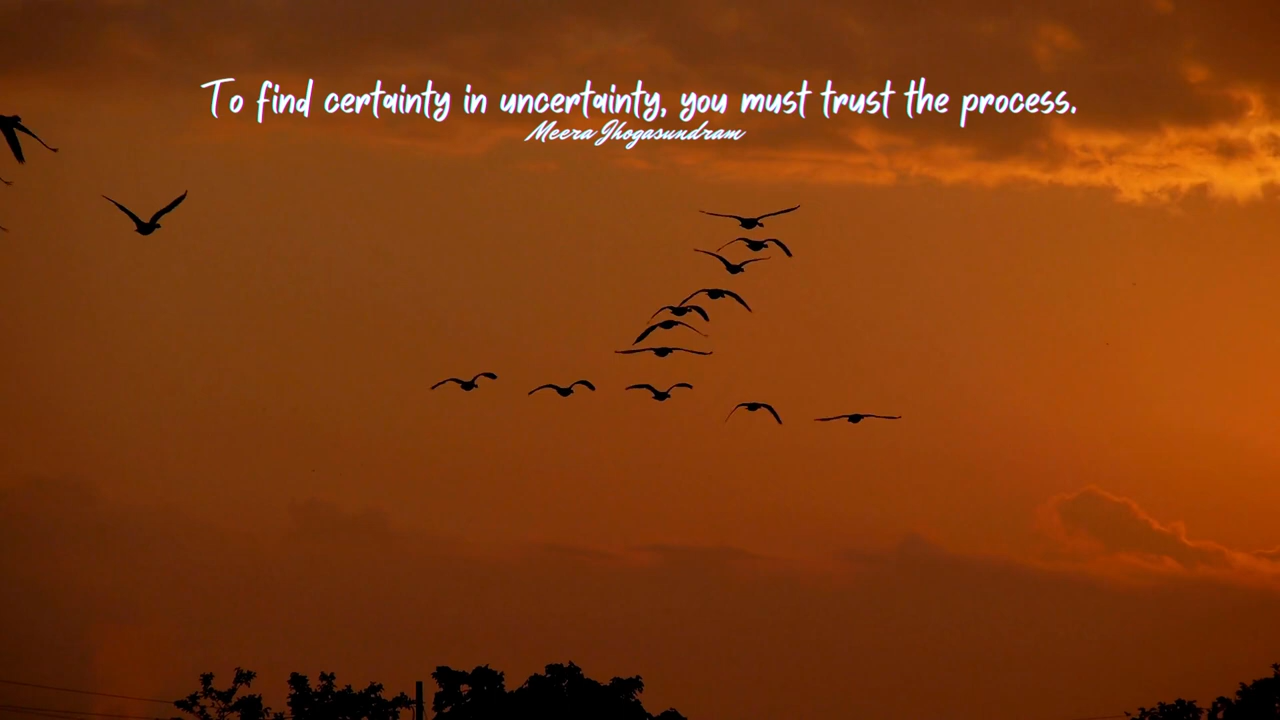 To find certainty in uncertainty, you must trust the process.
Meera Jhogasundram